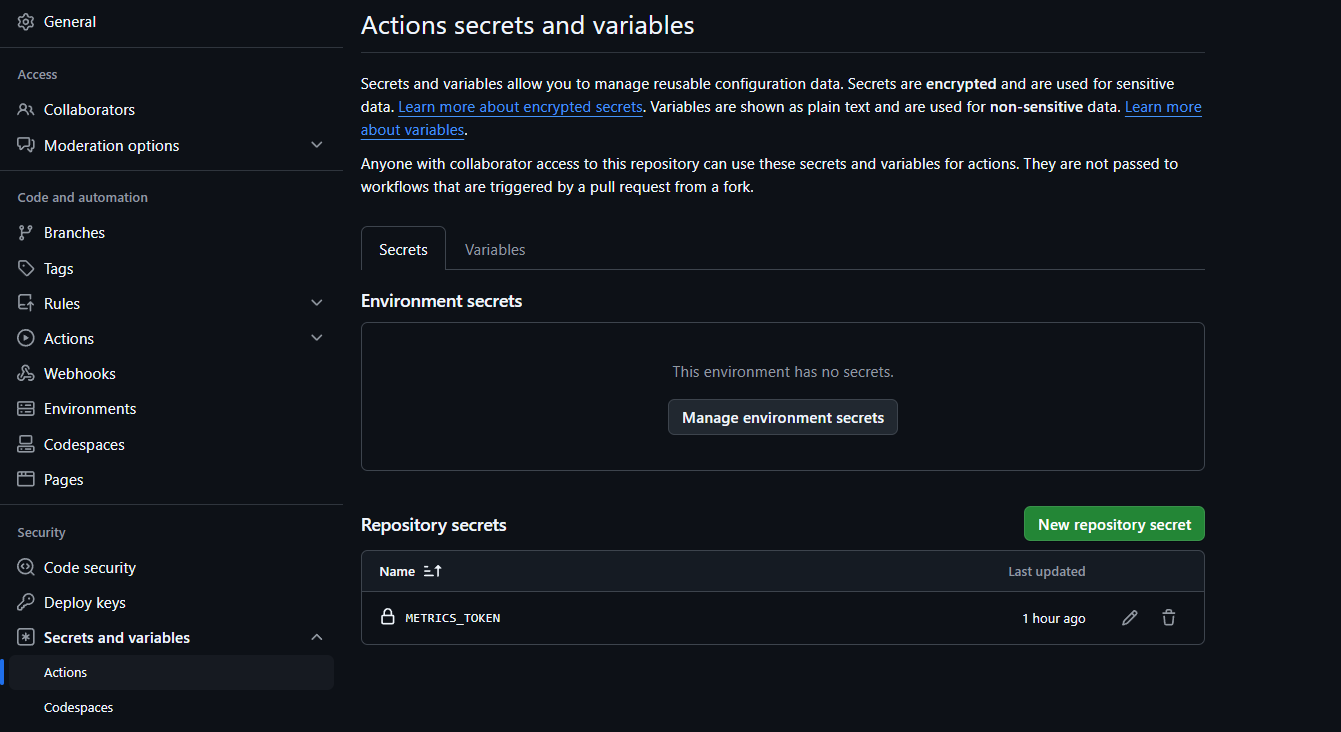 General
Access
Collaborators
Moderation options
Code and automation
Branches
Tags
Rules
Actions
Webhooks
Environments
Codespaces
Pages
Security
Code security
Deploy keys
Secrets and variables
Actions
Codespaces
Actions secrets and variables
Secrets and variables allow you to manage reusable configuration data. Secrets are encrypted and are used for sensitive
data. Learn more about encrypted secrets. Variables are shown as plain text and are used for non-sensitive data. Learn more
about variables.
Anyone with collaborator access to this repository can use these secrets and variables for actions. They are not passed to
workflows that are triggered by a pull request from a fork.
Secrets Variables
Environment secrets
This environment has no secrets.
Manage environment secrets
Repository secrets New repository secret
Name Last updated
METRICS_TOKEN 1 hour ago